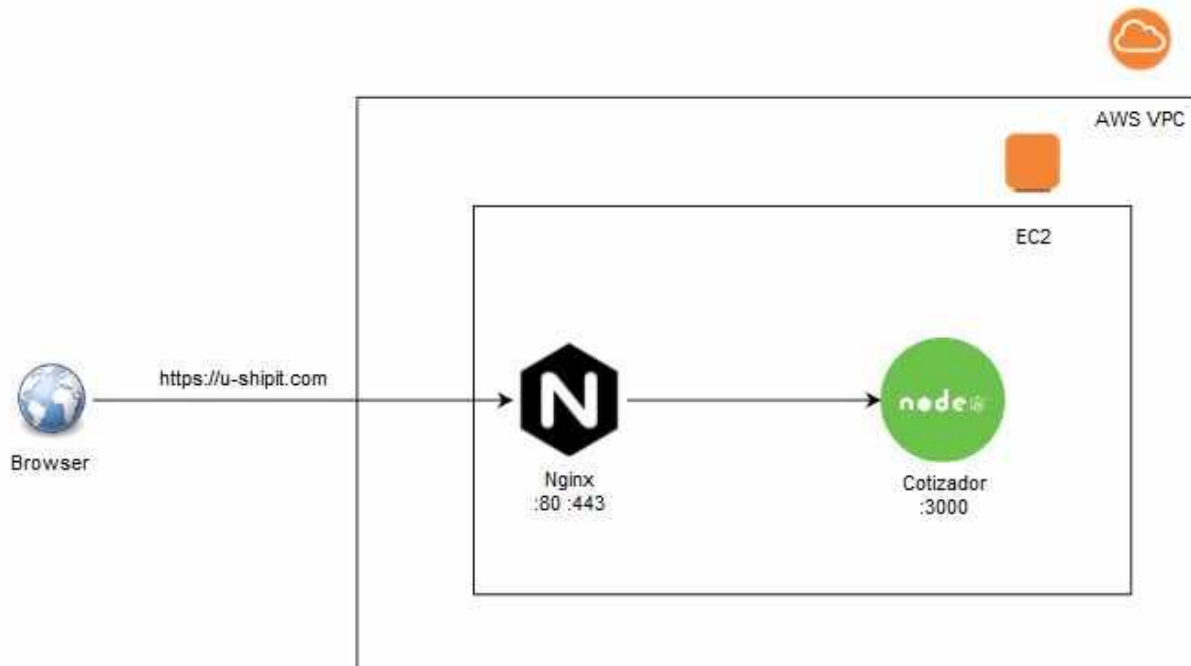 AWS VPC
EC2
https://u-shipit.com
Browser
N
node
Nginx
:80 :443
Cotizador
:3000